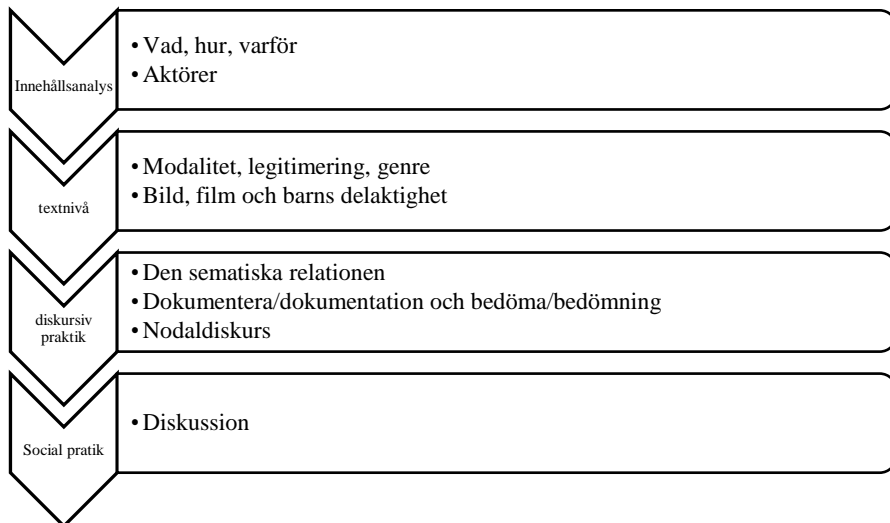 Innehållsanalys
• Vad, hur, varför
• Aktörer
textnivå
• Modalitet, legitimering, genre
• Bild, film och barns delaktighet
diskursiv
praktik
• Den sematiska relationen
• Dokumentera/dokumentation och bedöma/bedömning
• Nodaldiskurs
Social pratik
• Diskussion